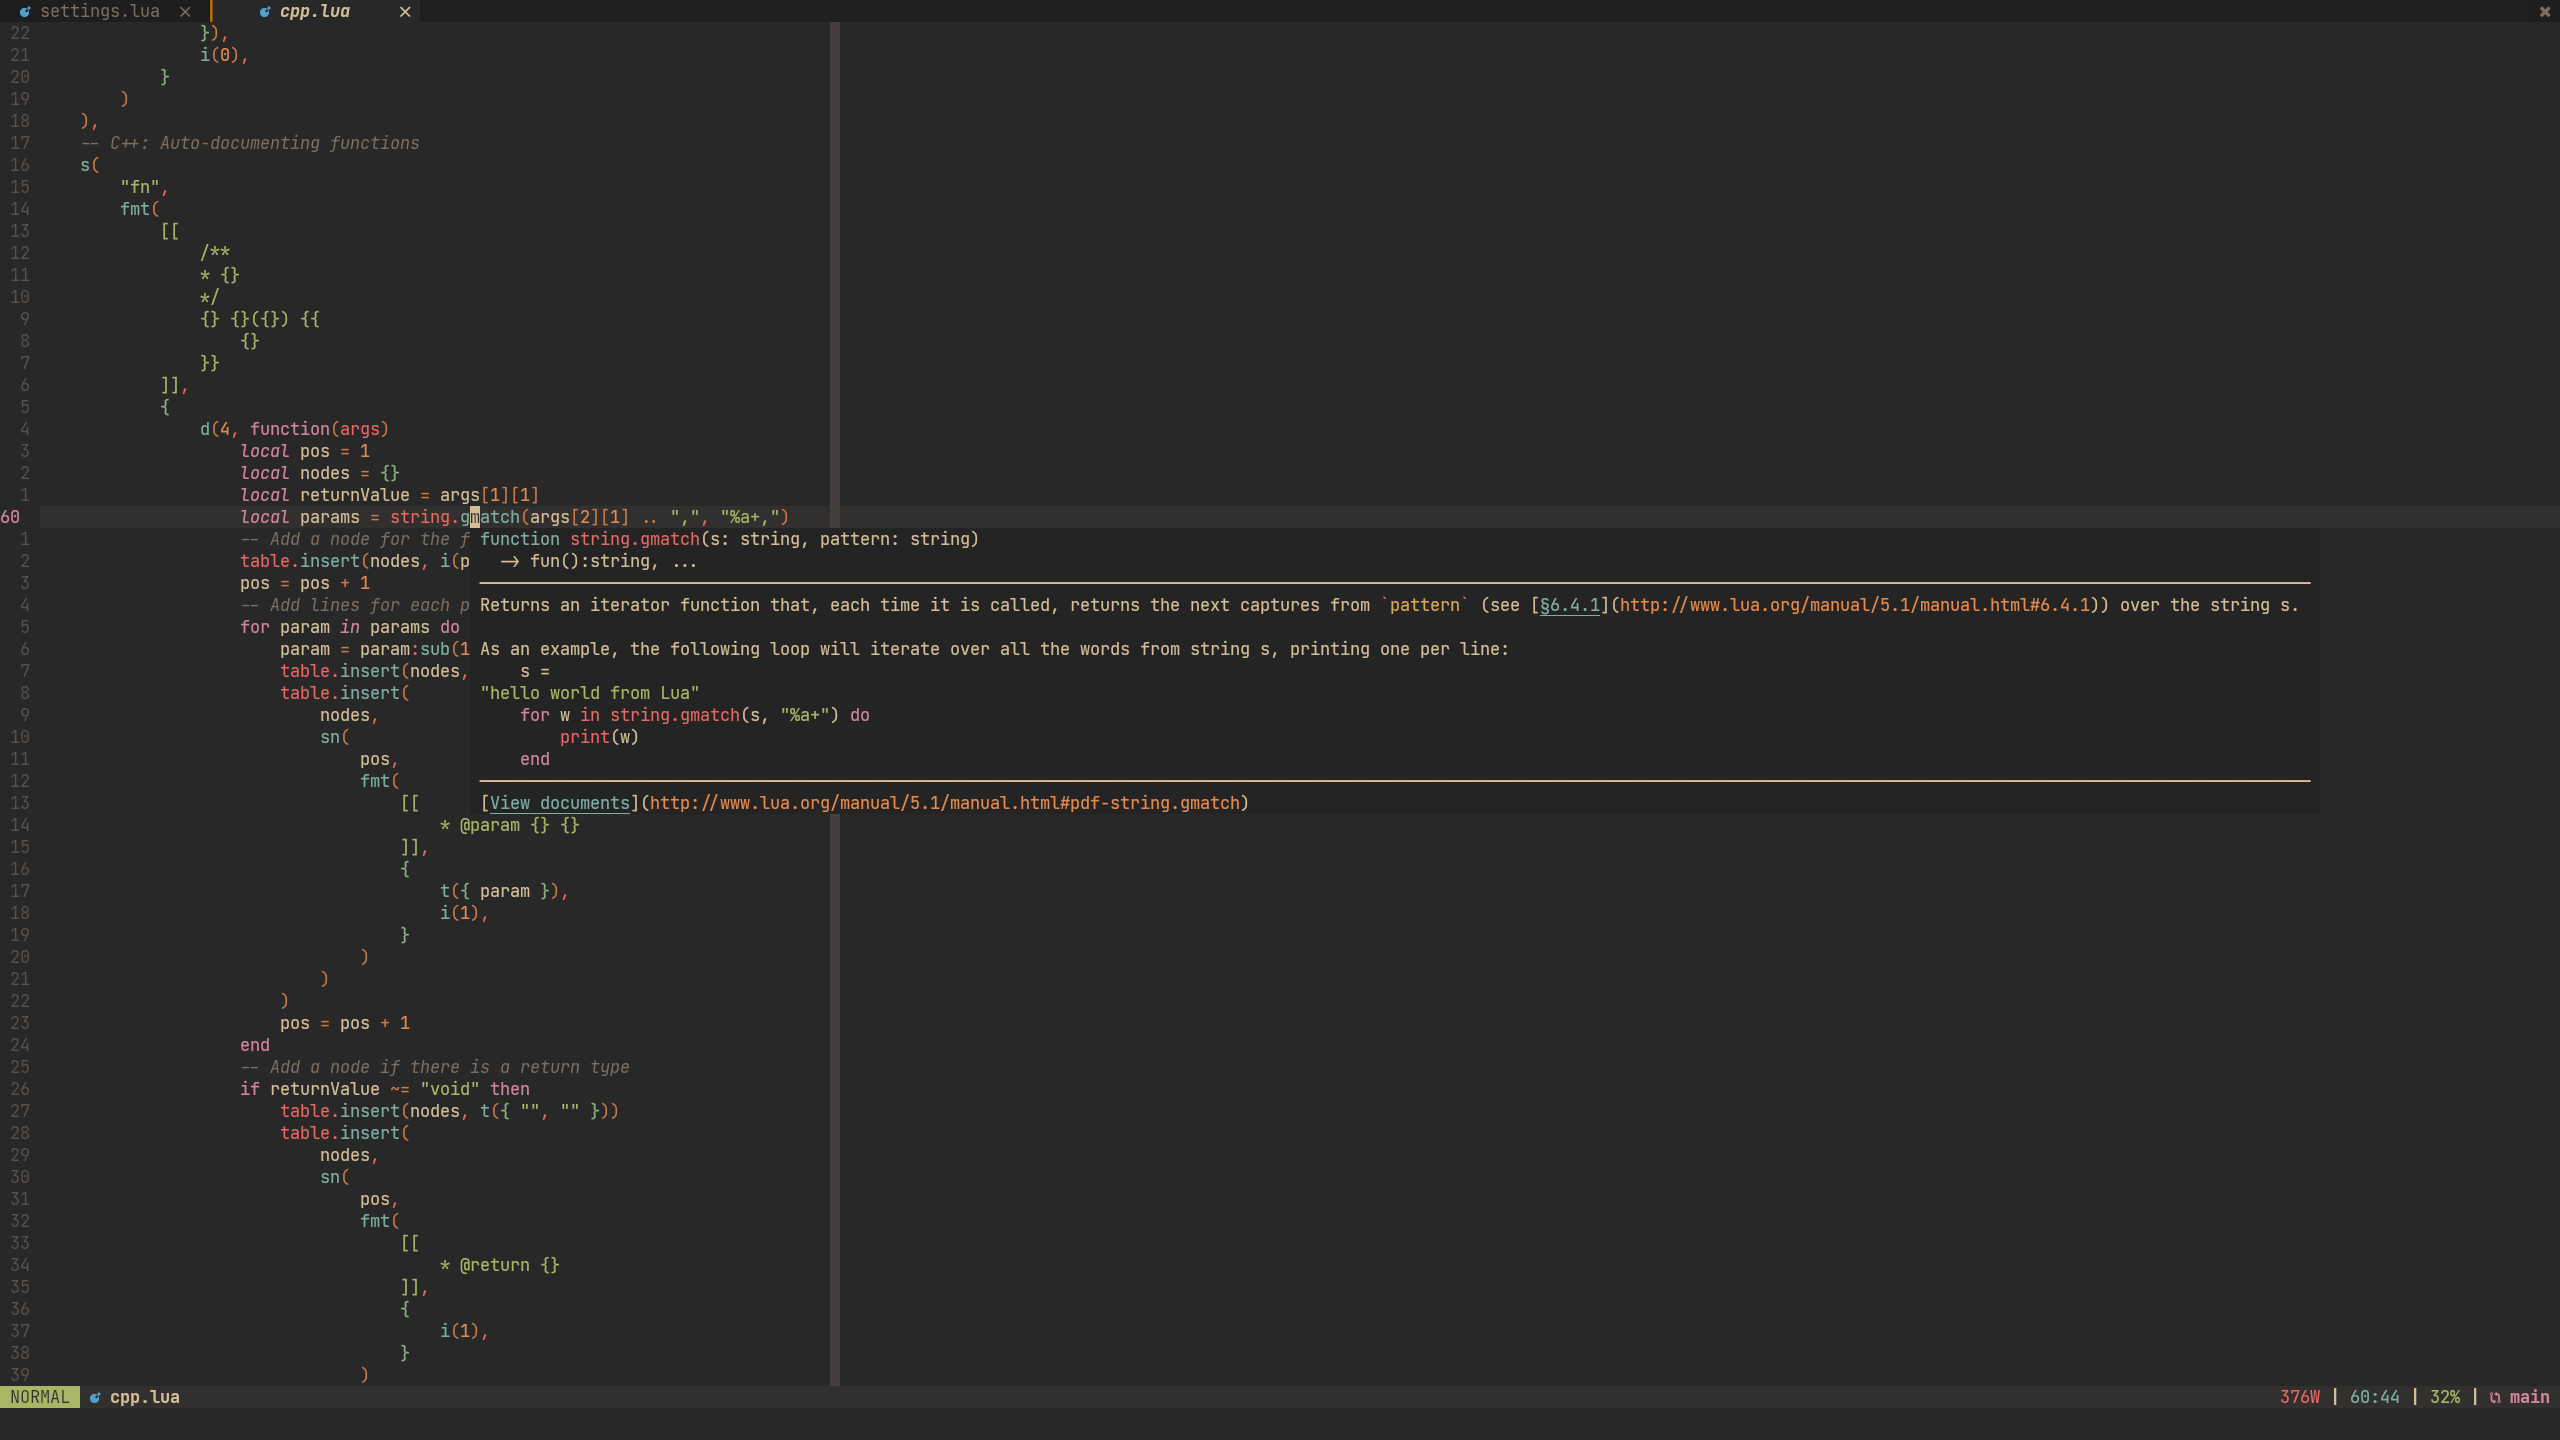 settings.lua × cpp.lua ×
22 }),
21 i(0),
20 }
19 )
18 ),
17 -- C++: Auto-documenting functions
16 s(
15 "fn",
14 fmt(
13 [[
12 /**
11 * {}
10 */
9 {} {}({}) {{
8 {}
7 }}
6 ]],
5 {
4 d(4, function(args)
3 local pos = 1
2 local nodes = {}
1 local returnValue = args[1][1]
60 local params = string.gmatch(args[2][1] .. ",", "%a+,")
1 -- Add a node for the f function string.gmatch(s: string, pattern: string)
2 table.insert(nodes, i(p -> fun():string, ...
3 pos = pos + 1
4 -- Add lines for each p Returns an iterator function that, each time it is called, returns the next captures from `pattern` (see [§6.4.1](http://www.lua.org/manual/5.1/manual.html#6.4.1)) over the string s.
5 for param in params do
6 param = param:sub(1 As an example, the following loop will iterate over all the words from string s, printing one per line:
7 table.insert(nodes, s =
8 table.insert( "hello world from Lua"
9 nodes, for w in string.gmatch(s, "%a+") do
10 sn( print(w)
11 pos, end
12 fmt(
13 [[ [View documents](http://www.lua.org/manual/5.1/manual.html#pdf-string.gmatch)
14 * @param {} {}
15 ]],
16 {
17 t({ param }),
18 i(1),
19 }
20 )
21 )
22 )
23 pos = pos + 1
24 end
25 -- Add a node if there is a return type
26 if returnValue ~= "void" then
27 table.insert(nodes, t({ "", "" }))
28 table.insert(
29 nodes,
30 sn(
31 pos,
32 fmt(
33 [[
34 * @return {}
35 ]],
36 {
37 i(1),
38 }
39 )
NORMAL cpp.lua 376W | 60:44 | 32% | main